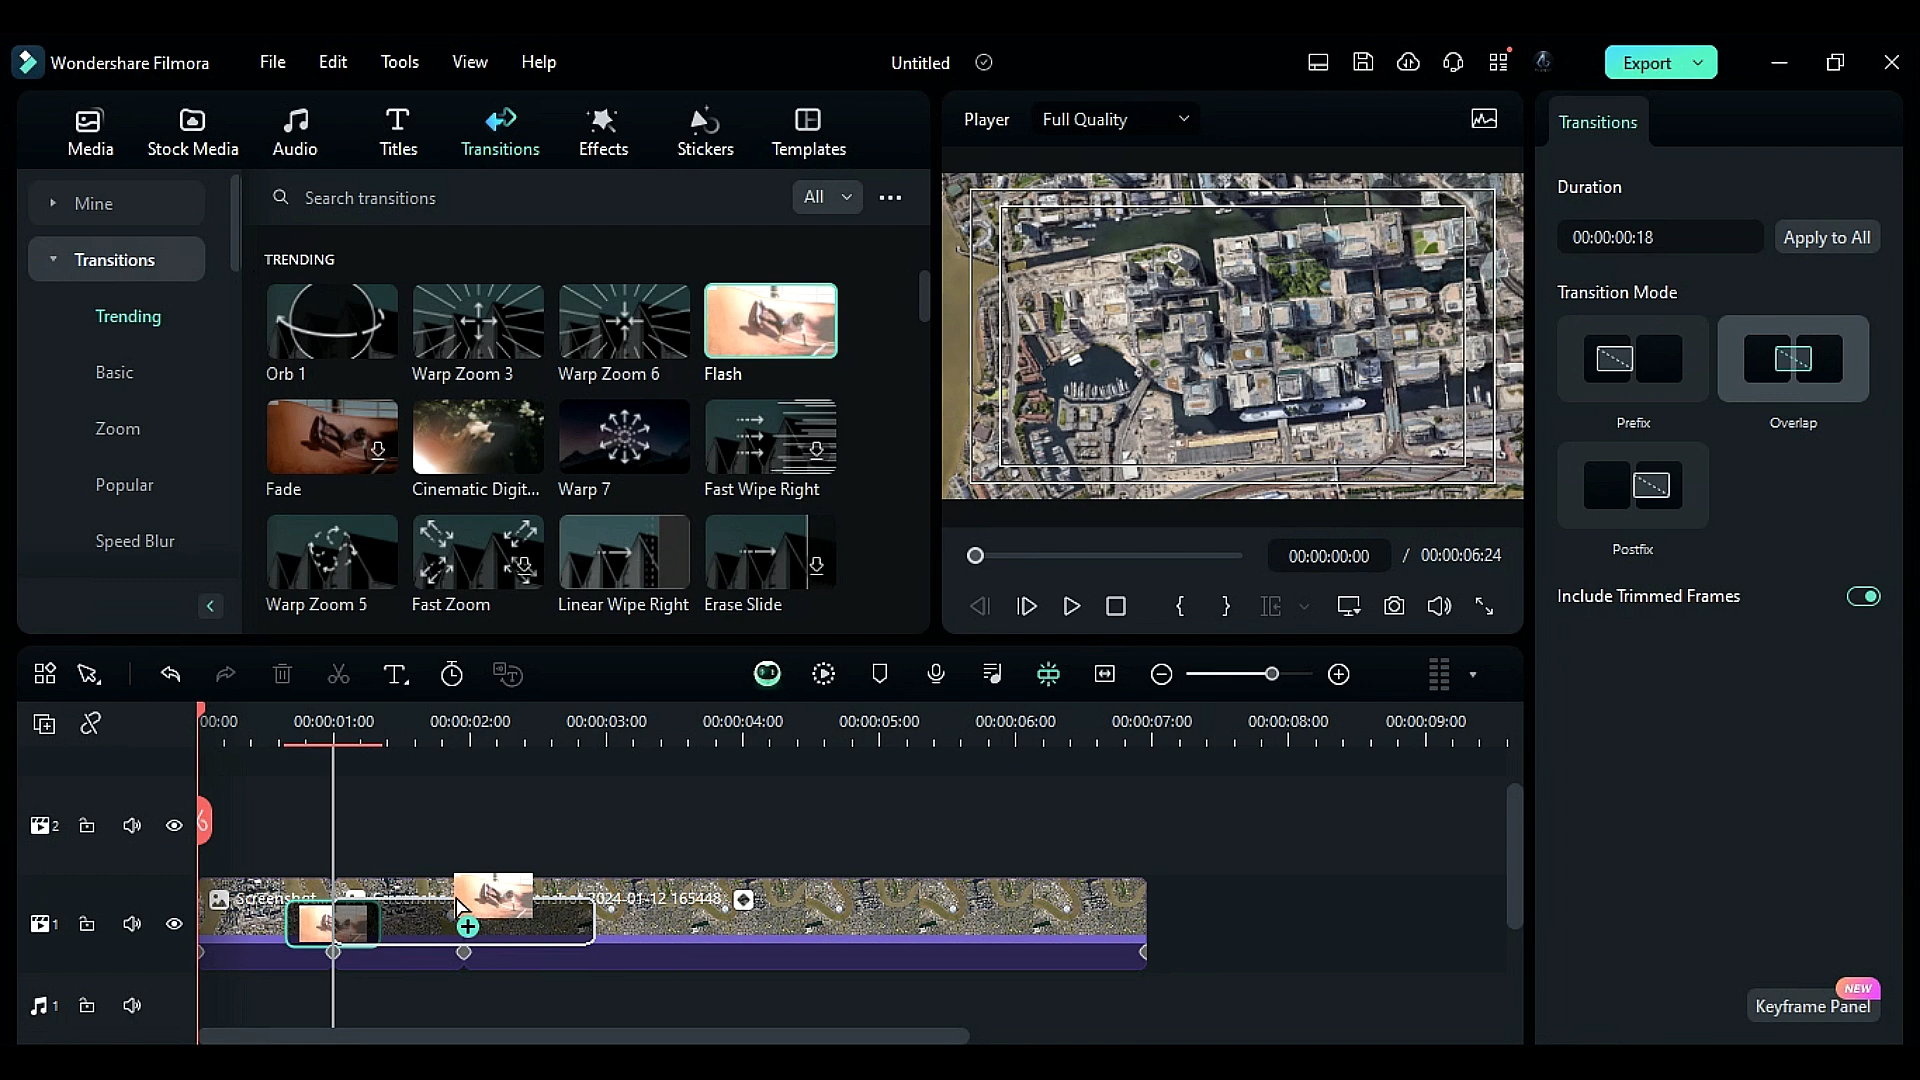 Wondershare Filmora
File Edit Tools View Help
Untitled
Export
Media Stock Media Audio Titles Transitions Effects Stickers Templates
Player Full Quality
Transitions
Mine
Transitions
Trending
Basic
Zoom
Popular
Speed Blur
Search transitions
All
TRENDING
Orb 1 Warp Zoom 3 Warp Zoom 6 Flash
Fade Cinematic Digit... Warp 7 Fast Wipe Right
Warp Zoom 5 Fast Zoom Linear Wipe Right Erase Slide
00:00:00:00 / 00:00:06:24
Duration
00:00:00:18 Apply to All
Transition Mode
Prefix Overlap
Postfix
Include Trimmed Frames
00:00 00:00:01:00 00:00:02:00 00:00:03:00 00:00:04:00 00:00:05:00 00:00:06:00 00:00:07:00 00:00:08:00 00:00:09:00
2
Screenshot... 2024-01-12 165448
1
1
NEW
Keyframe Panel